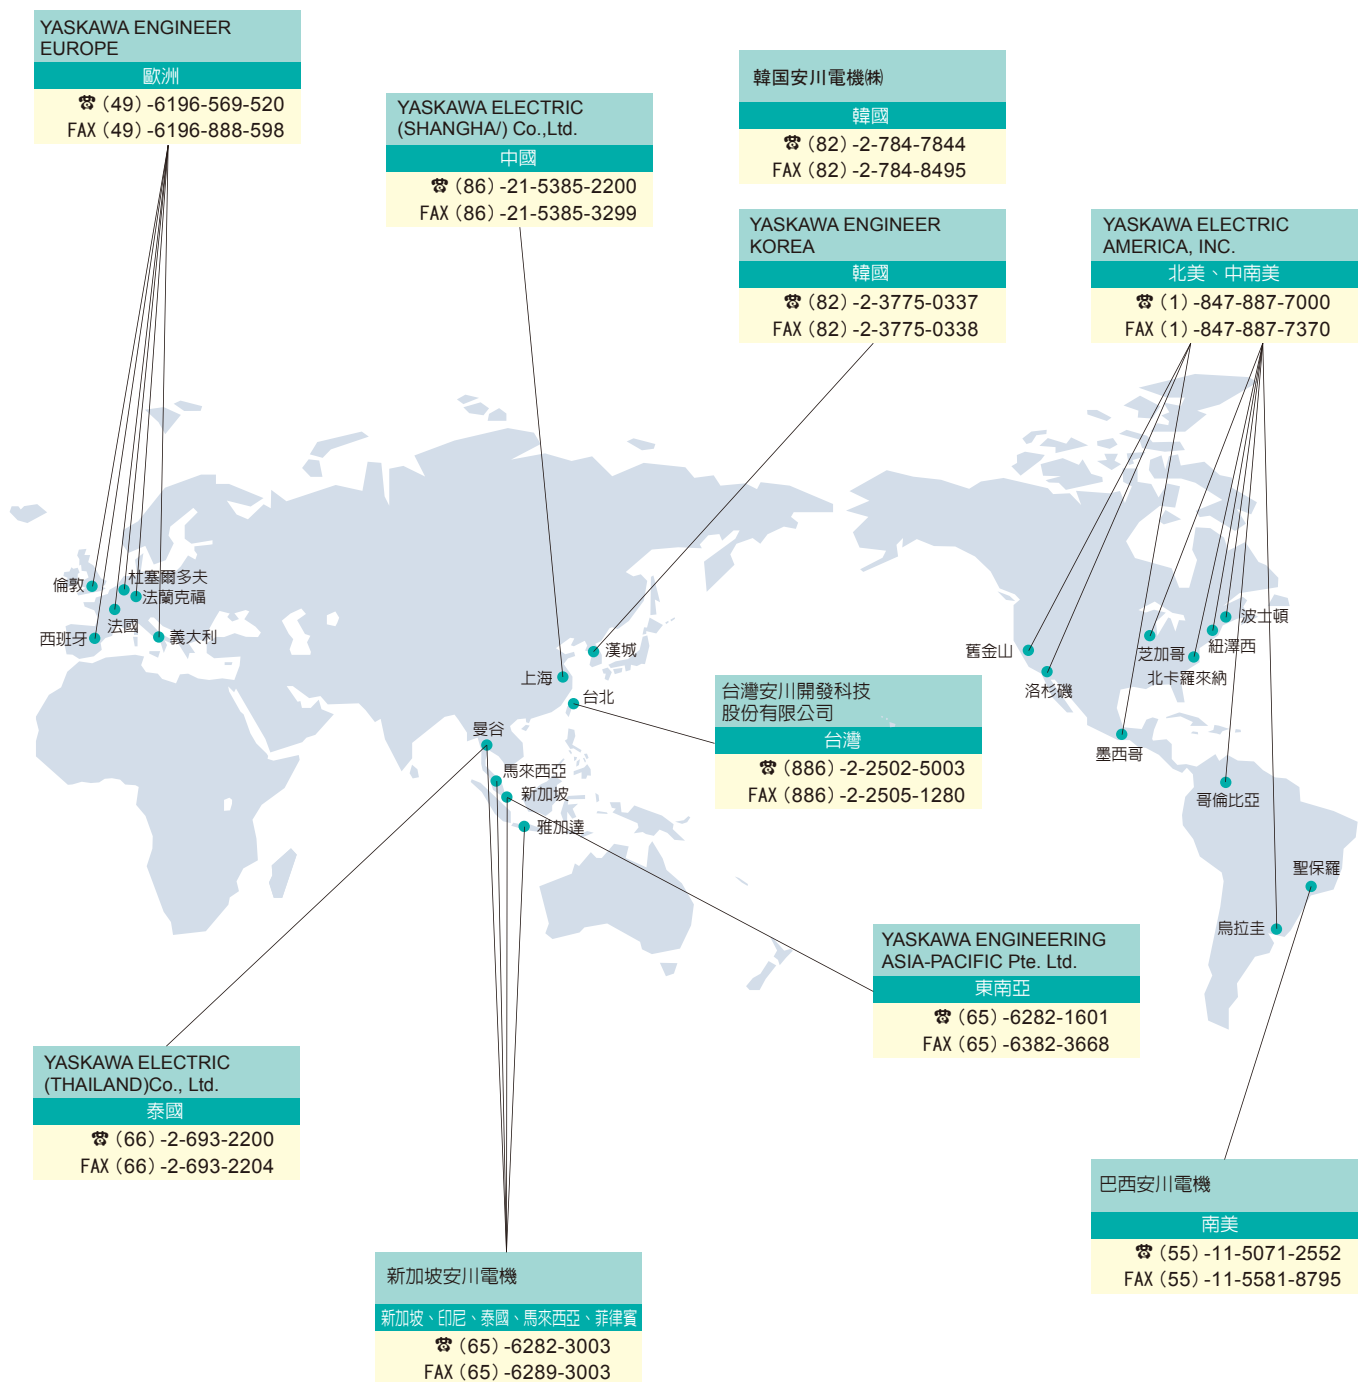 YASKAWA ENGINEER
EUROPE
歐洲
☎ (49) -6196-569-520
FAX (49) -6196-888-598
YASKAWA ELECTRIC
(SHANGHA/) Co.,Ltd.
中國
☎ (86) -21-5385-2200
FAX (86) -21-5385-3299
韓国安川電機㈱
韓國
☎ (82) -2-784-7844
FAX (82) -2-784-8495
YASKAWA ENGINEER
KOREA
韓國
☎ (82) -2-3775-0337
FAX (82) -2-3775-0338
YASKAWA ELECTRIC
AMERICA, INC.
北美、中南美
☎ (1) -847-887-7000
FAX (1) -847-887-7370
倫敦
杜塞爾多夫
法蘭克福
法國
西班牙
義大利
漢城
上海
台北
曼谷
馬來西亞
新加坡
雅加達
舊金山
洛杉磯
芝加哥
波士頓
紐澤西
北卡羅來納
墨西哥
哥倫比亞
聖保羅
烏拉圭
台灣安川開發科技
股份有限公司
台灣
☎ (886) -2-2502-5003
FAX (886) -2-2505-1280
YASKAWA ENGINEERING
ASIA-PACIFIC Pte. Ltd.
東南亞
☎ (65) -6282-1601
FAX (65) -6382-3668
YASKAWA ELECTRIC
(THAILAND)Co., Ltd.
泰國
☎ (66) -2-693-2200
FAX (66) -2-693-2204
巴西安川電機
南美
☎ (55) -11-5071-2552
FAX (55) -11-5581-8795
新加坡安川電機
新加坡、印尼、泰國、馬來西亞、菲律賓
☎ (65) -6282-3003
FAX (65) -6289-3003